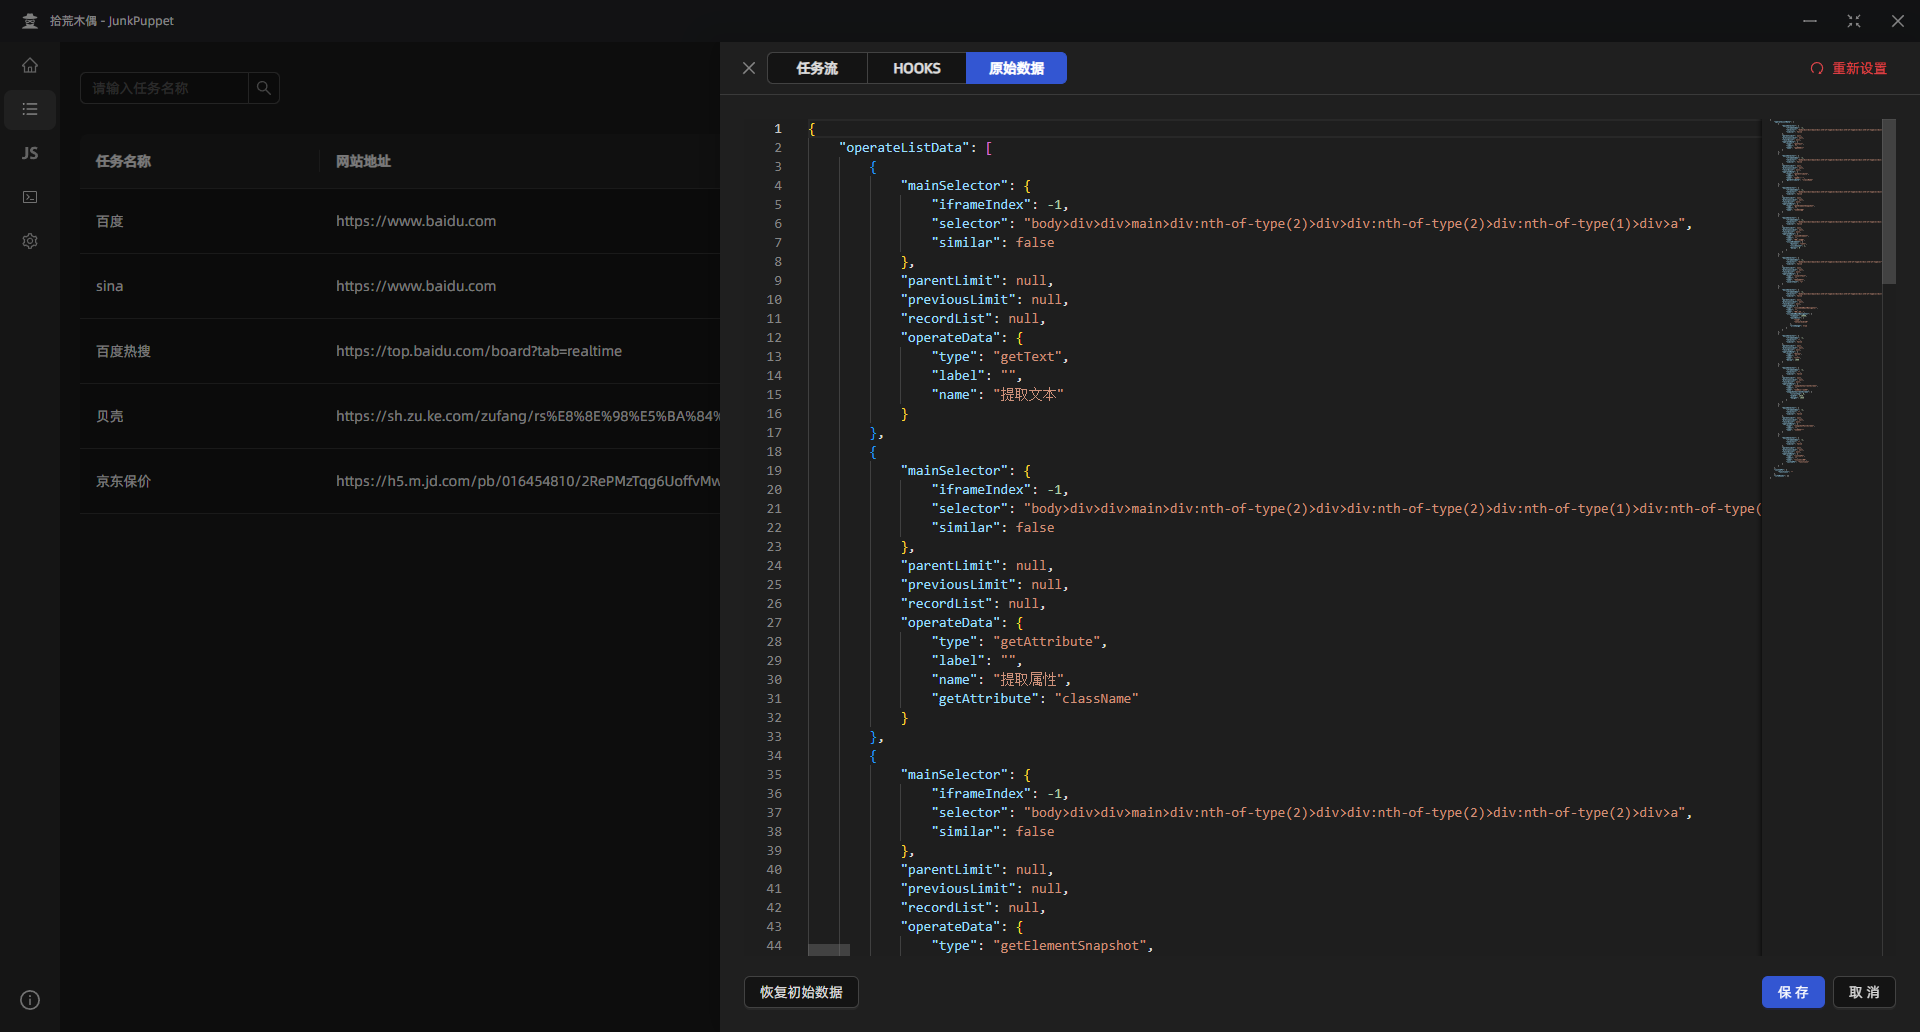 拾荒木偶 - JunkPuppet
请输入任务名称
JS
任务名称 网站地址
百度 https://www.baidu.com
sina https://www.baidu.com
百度热搜 https://top.baidu.com/board?tab=realtime
贝壳 https://sh.zu.ke.com/zufang/rs%E8%8E%98%E5%BA%84%
京东保价 https://h5.m.jd.com/pb/016454810/2RePMzTqg6UoffvMw
任务流 HOOKS 原始数据
重新设置
1 {
2 "operateListData": [
3 {
4 "mainSelector": {
5 "iframeIndex": -1,
6 "selector": "body>div>div>main>div:nth-of-type(2)>div>div:nth-of-type(2)>div:nth-of-type(1)>div>a",
7 "similar": false
8 },
9 "parentLimit": null,
10 "previousLimit": null,
11 "recordList": null,
12 "operateData": {
13 "type": "getText",
14 "label": "",
15 "name": "提取文本"
16 }
17 },
18 {
19 "mainSelector": {
20 "iframeIndex": -1,
21 "selector": "body>div>div>main>div:nth-of-type(2)>div>div:nth-of-type(2)>div:nth-of-type(1)>div:nth-of-type(
22 "similar": false
23 },
24 "parentLimit": null,
25 "previousLimit": null,
26 "recordList": null,
27 "operateData": {
28 "type": "getAttribute",
29 "label": "",
30 "name": "提取属性",
31 "getAttribute": "className"
32 }
33 },
34 {
35 "mainSelector": {
36 "iframeIndex": -1,
37 "selector": "body>div>div>main>div:nth-of-type(2)>div>div:nth-of-type(2)>div:nth-of-type(2)>div>a",
38 "similar": false
39 },
40 "parentLimit": null,
41 "previousLimit": null,
42 "recordList": null,
43 "operateData": {
44 "type": "getElementSnapshot",
恢复初始数据
保 存
取 消